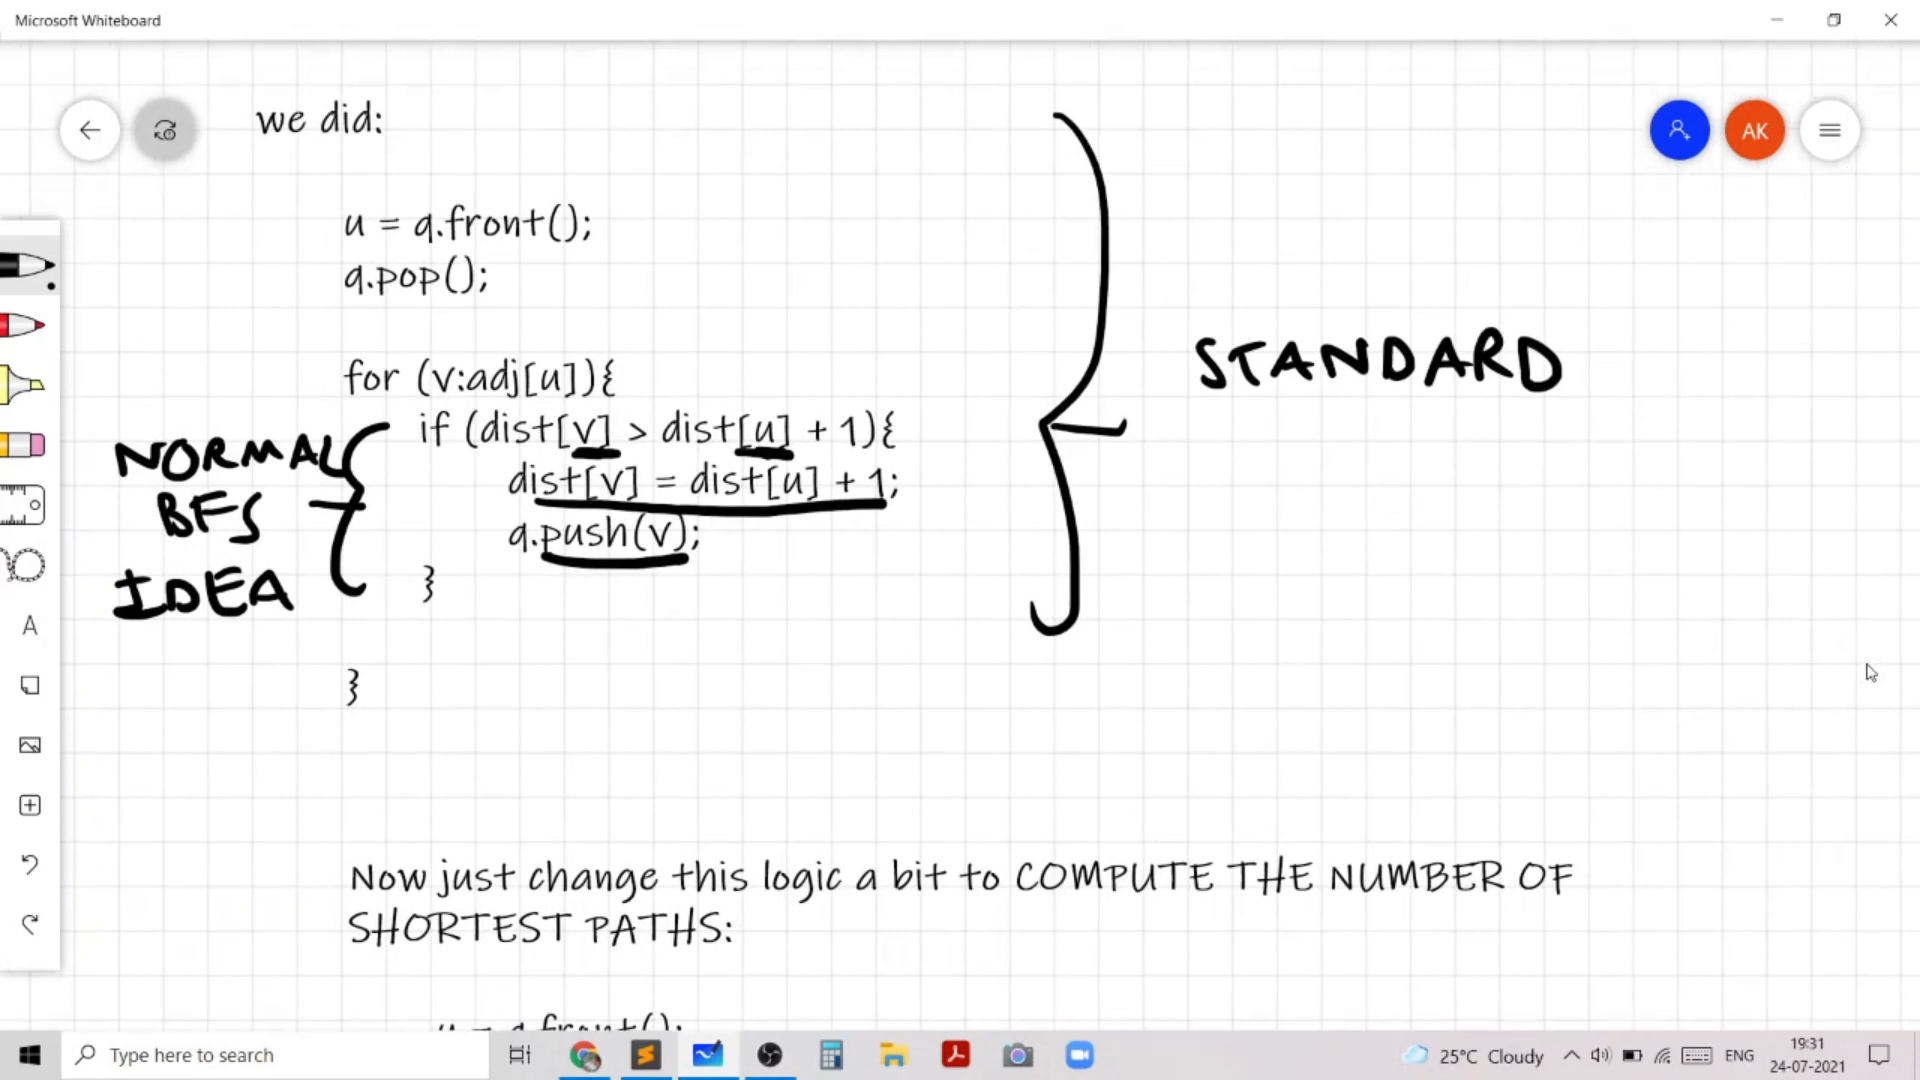 Microsoft Whiteboard
we did:
AK
u = q.front();
q.pop();
for (v:adj[u]){
if (dist[v] > dist[u] + 1){
dist[v] = dist[u] + 1;
q.push(v);
}
}
NORMAL
BFS
IDEA
STANDARD
A
Now just change this logic a bit to COMPUTE THE NUMBER OF
SHORTEST PATHS:
u = q.front();
Type here to search
25°C Cloudy
ENG
19:31
24-07-2021